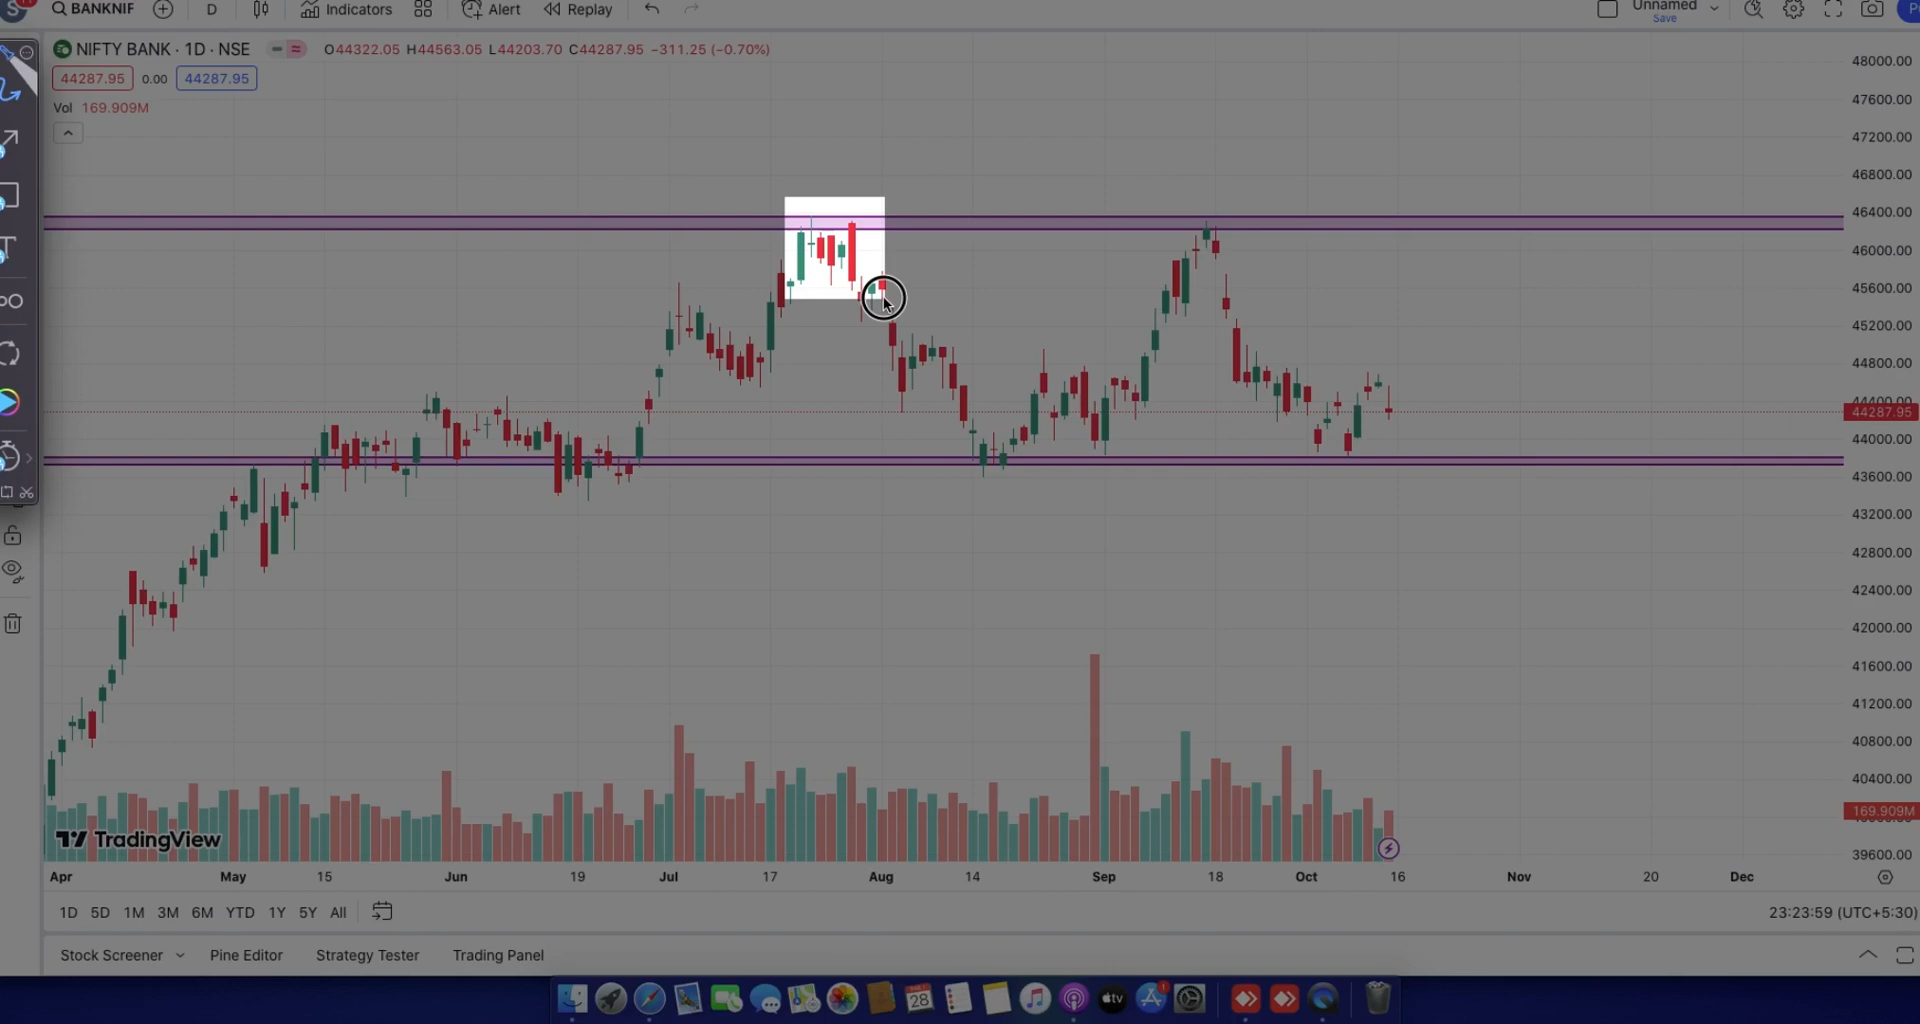 S BANKNIF D Indicators Alert Replay Unnamed
Save
NIFTY BANK · 1D · NSE O44322.05 H44563.05 L44203.70 C44287.95 −311.25 (−0.70%)
44287.95 0.00 44287.95
Vol 169.909M
48000.00
47600.00
47200.00
46800.00
46400.00
46000.00
45600.00
45200.00
44800.00
44400.00
44287.95
44000.00
43600.00
43200.00
42800.00
42400.00
42000.00
41600.00
41200.00
40800.00
40400.00
169.909M
39600.00
TradingView
Apr May 15 Jun 19 Jul 17 Aug 14 Sep 18 Oct 16 Nov 20 Dec
1D 5D 1M 3M 6M YTD 1Y 5Y All 23:23:59 (UTC+5:30)
Stock Screener Pine Editor Strategy Tester Trading Panel
28
tv
1